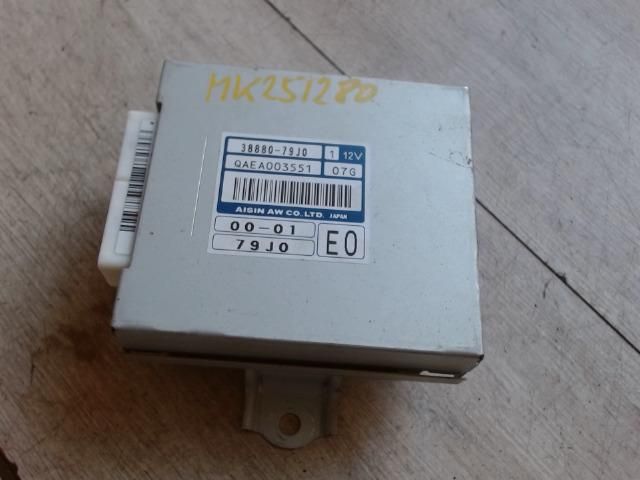 MK251280
38880-79J0 1 12V
QAEA003551 07G
AISIN AW CO.,LTD. JAPAN
00-01
79J0 E0